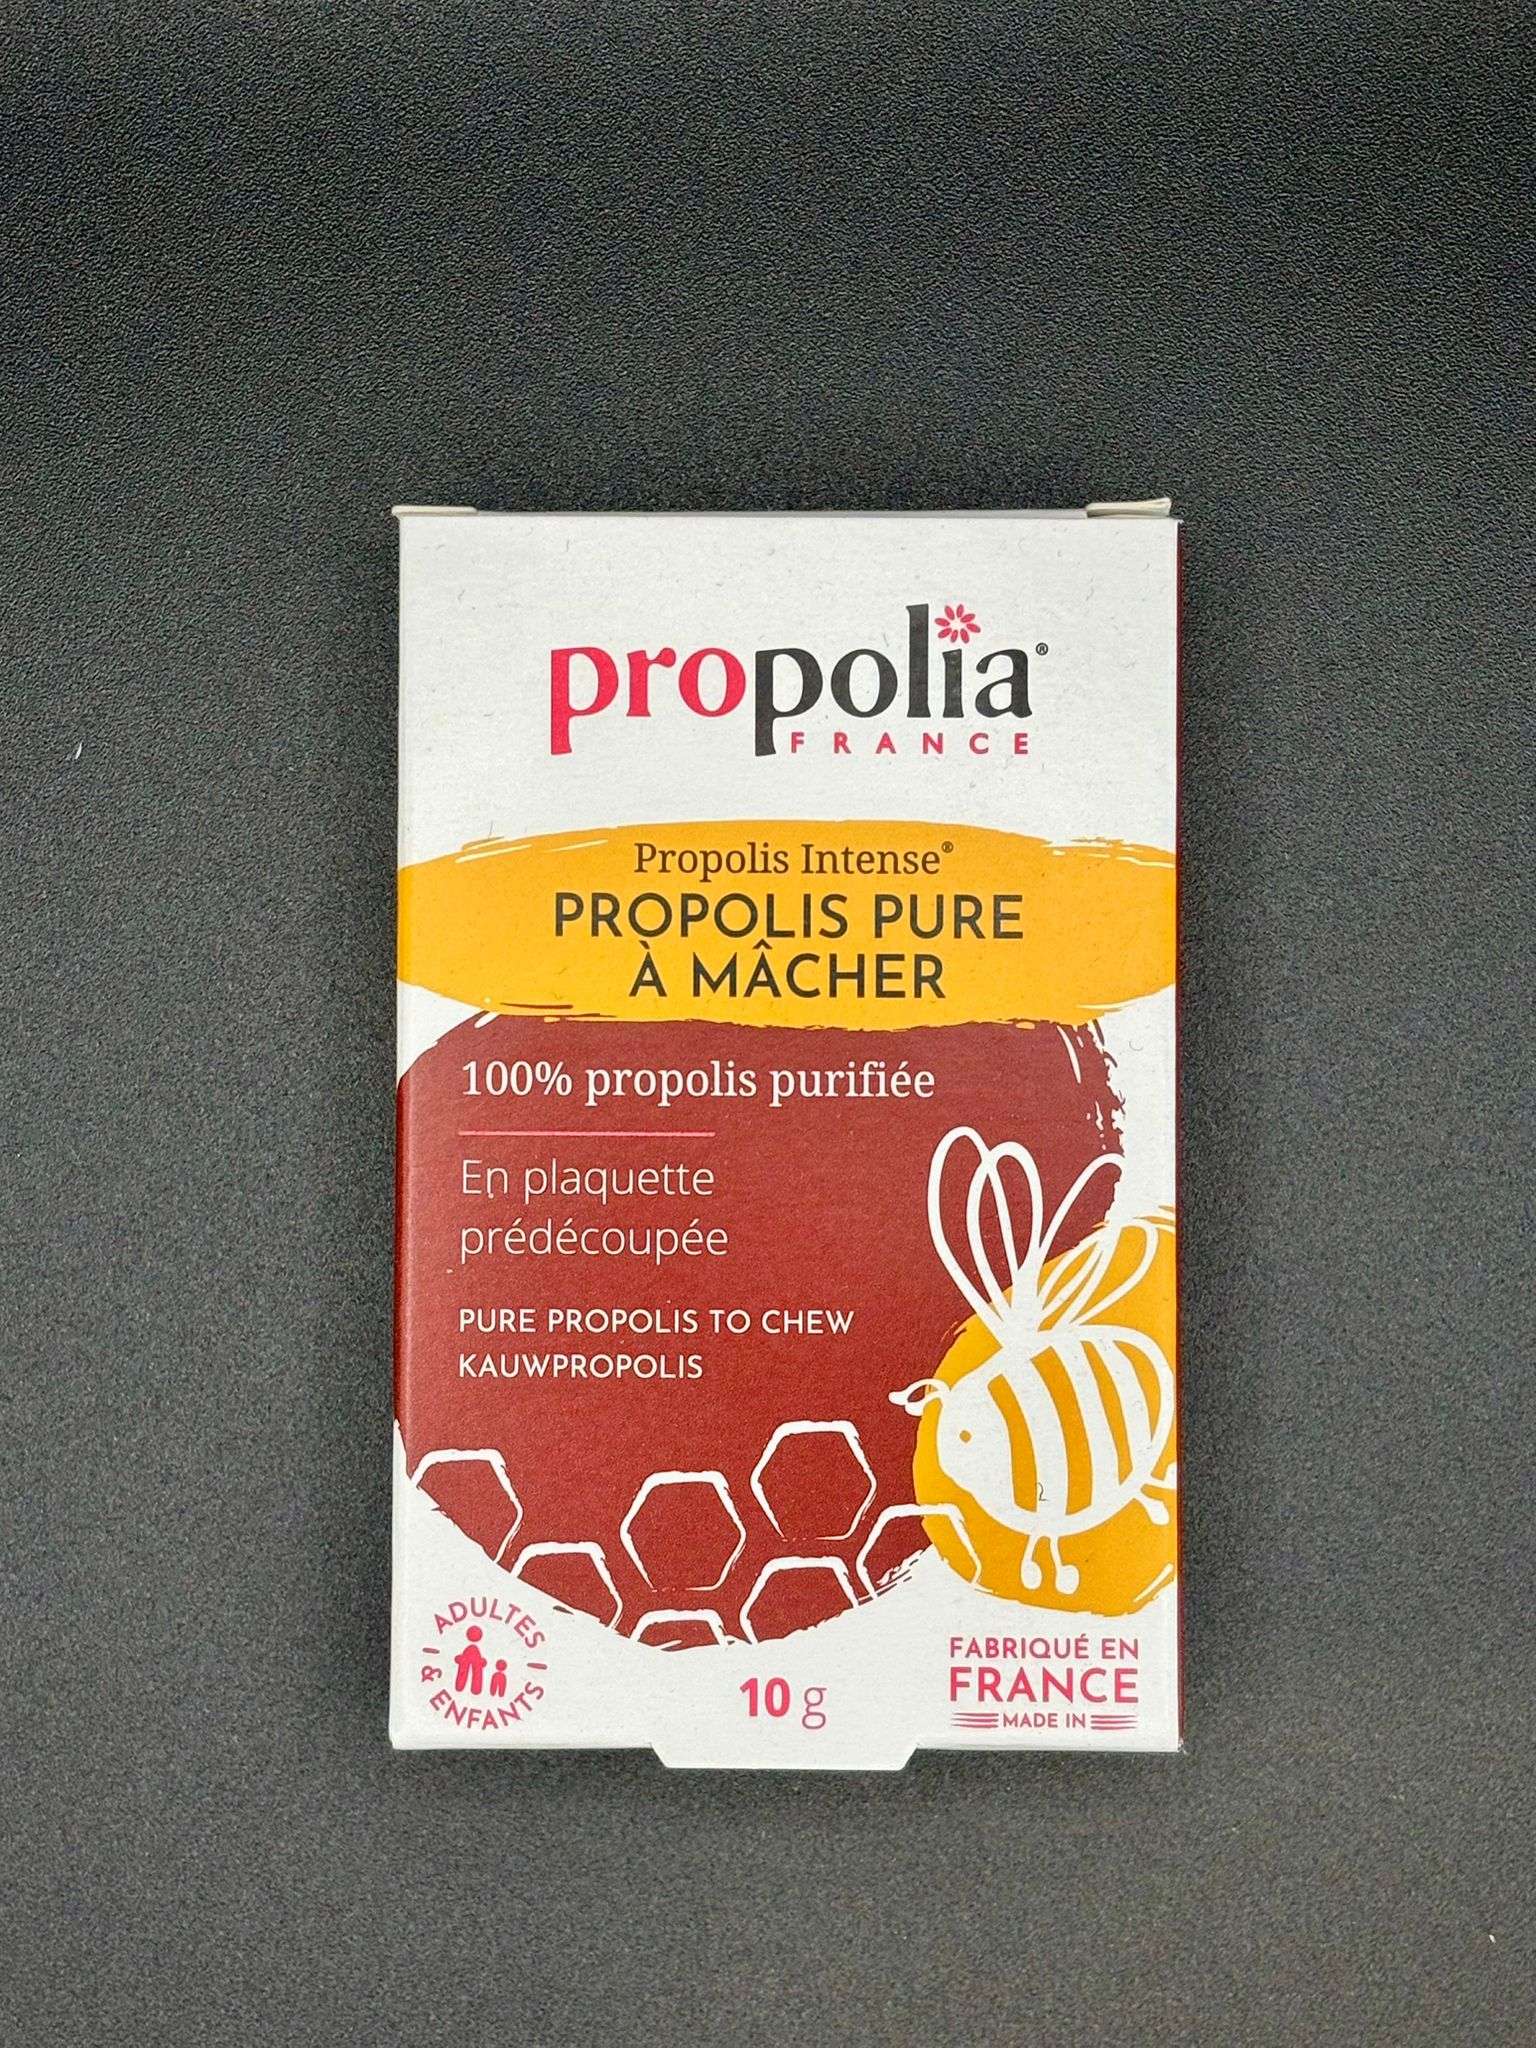 propolia®
FRANCE
Propolis Intense®
PROPOLIS PURE
À MÂCHER
100% propolis purifiée
En plaquette
prédécoupée
PURE PROPOLIS TO CHEW
KAUWPROPOLIS
ADULTES
& ENFANTS
10 g
FABRIQUÉ EN
FRANCE
MADE IN